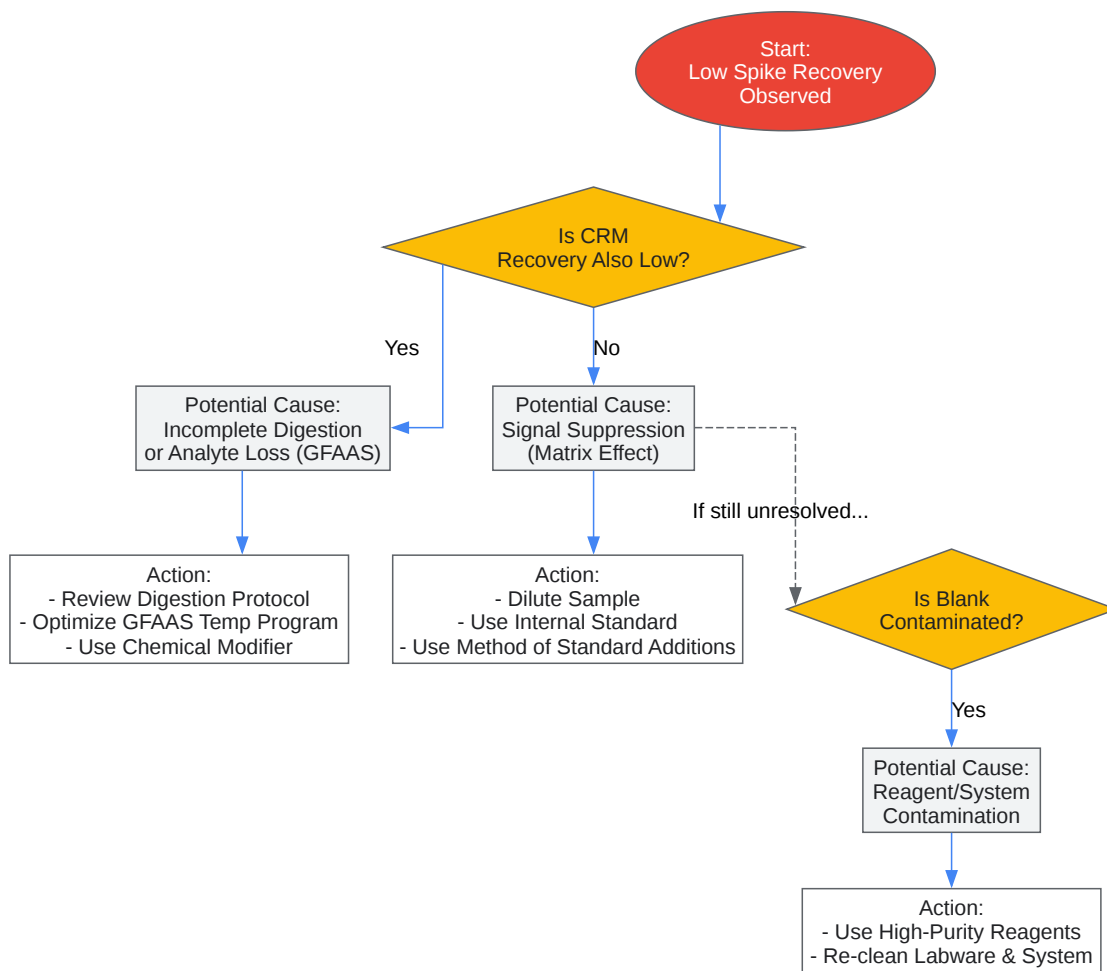 Start:
Low Spike Recovery
Observed
Is CRM
Recovery Also Low?
Yes
No
Potential Cause:
Incomplete Digestion
or Analyte Loss (GFAAS)
Potential Cause:
Signal Suppression
(Matrix Effect)
If still unresolved...
Action:
- Review Digestion Protocol
- Optimize GFAAS Temp Program
- Use Chemical Modifier
Action:
- Dilute Sample
- Use Internal Standard
- Use Method of Standard Additions
Is Blank
Contaminated?
Yes
Potential Cause:
Reagent/System
Contamination
Action:
- Use High-Purity Reagents
- Re-clean Labware & System